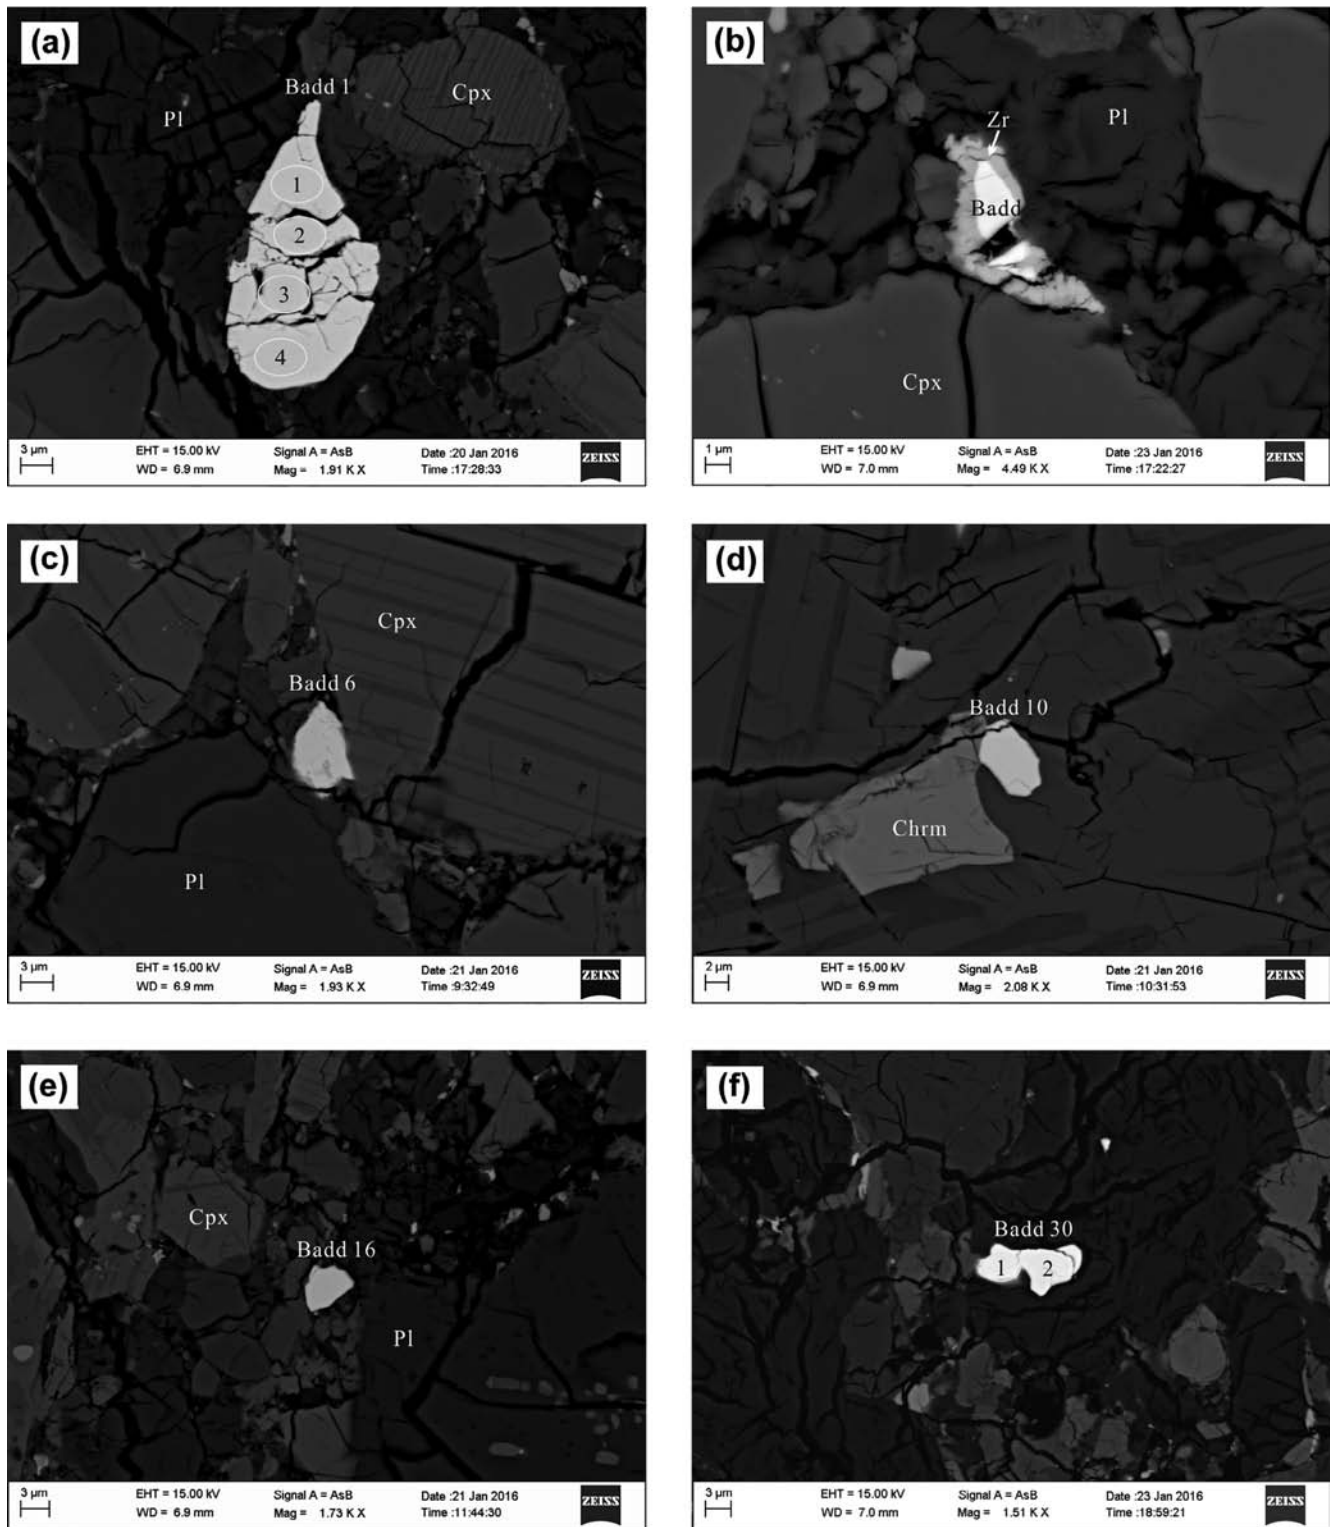 (a)
Badd 1
Cpx
Pl
1
2
3
4
3 µm
EHT = 15.00 kV
Signal A = AsB
Date :20 Jan 2016
WD = 6.9 mm
Mag = 1.91 K X
Time :17:28:33
ZEISS
(b)
Pl
Zr
Badd
Cpx
1 µm
EHT = 15.00 kV
Signal A = AsB
Date :23 Jan 2016
WD = 7.0 mm
Mag = 4.49 K X
Time :17:22:27
ZEISS
(c)
Cpx
Badd 6
Pl
3 µm
EHT = 15.00 kV
Signal A = AsB
Date :21 Jan 2016
WD = 6.9 mm
Mag = 1.93 K X
Time :9:32:49
ZEISS
(d)
Badd 10
Chrm
2 µm
EHT = 15.00 kV
Signal A = AsB
Date :21 Jan 2016
WD = 6.9 mm
Mag = 2.08 K X
Time :10:31:53
ZEISS
(e)
Cpx
Badd 16
Pl
3 µm
EHT = 15.00 kV
Signal A = AsB
Date :21 Jan 2016
WD = 6.9 mm
Mag = 1.73 K X
Time :11:44:30
ZEISS
(f)
Badd 30
1 2
3 µm
EHT = 15.00 kV
Signal A = AsB
Date :23 Jan 2016
WD = 7.0 mm
Mag = 1.51 K X
Time :18:59:21
ZEISS